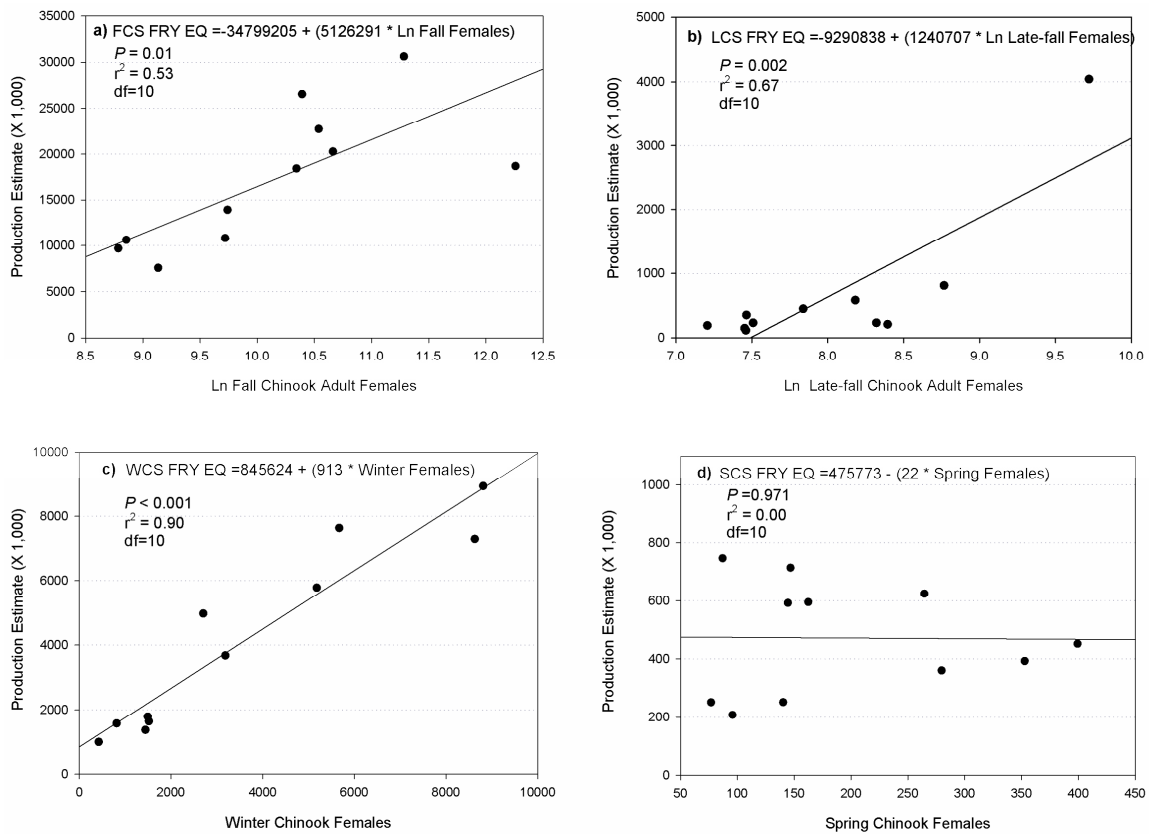 a) FCS FRY EQ =-34799205 + (5126291 * Ln Fall Females)
P = 0.01
r² = 0.53
df=10
35000
30000
25000
20000
15000
10000
5000
0
8.5 9.0 9.5 10.0 10.5 11.0 11.5 12.0 12.5
Production Estimate (X 1,000)
Ln Fall Chinook Adult Females
b) LCS FRY EQ =-9290838 + (1240707 * Ln Late-fall Females)
P = 0.002
r² = 0.67
df=10
5000
4000
3000
2000
1000
0
7.0 7.5 8.0 8.5 9.0 9.5 10.0
Production Estimate (X 1,000)
Ln Late-fall Chinook Adult Females
c) WCS FRY EQ =845624 + (913 * Winter Females)
P < 0.001
r² = 0.90
df=10
10000
8000
6000
4000
2000
0
0 2000 4000 6000 8000 10000
Production Estimate (X 1,000)
Winter Chinook Females
d) SCS FRY EQ =475773 - (22 * Spring Females)
P =0.971
r² = 0.00
df=10
1000
800
600
400
200
0
50 100 150 200 250 300 350 400 450
Production Estimate (X 1,000)
Spring Chinook Females